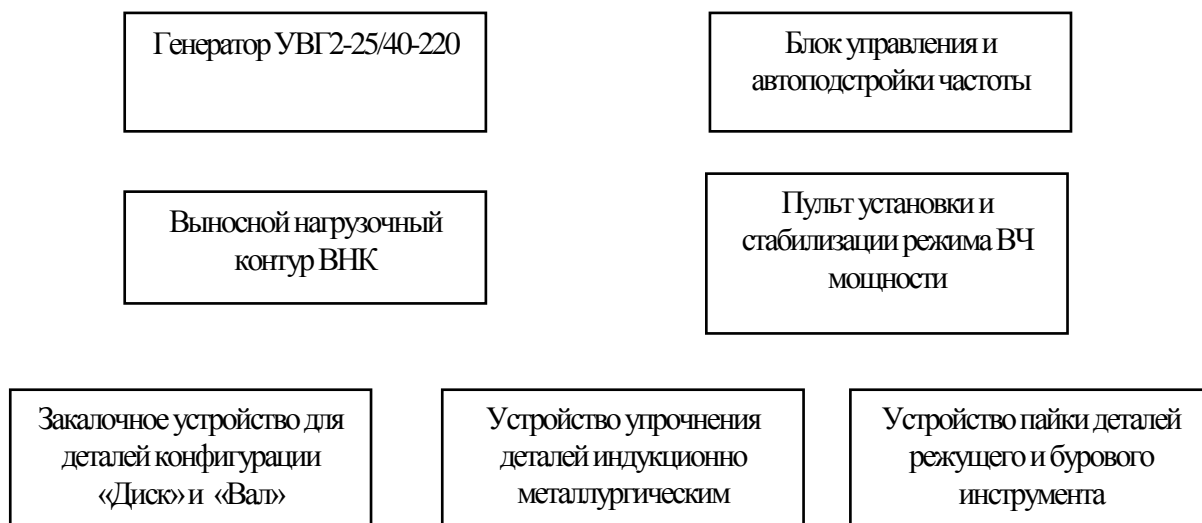 Генератор УВГ2-25/40-220
Блок управления и
автоподстройки частоты
Выносной нагрузочный
контур ВНК
Пульт установки и
стабилизации режима ВЧ
мощности
Закалочное устройство для
деталей конфигурации
«Диск» и «Вал»
Устройство упрочнения
деталей индукционно
металлургическим
Устройство пайки деталей
режущего и бурового
инструмента